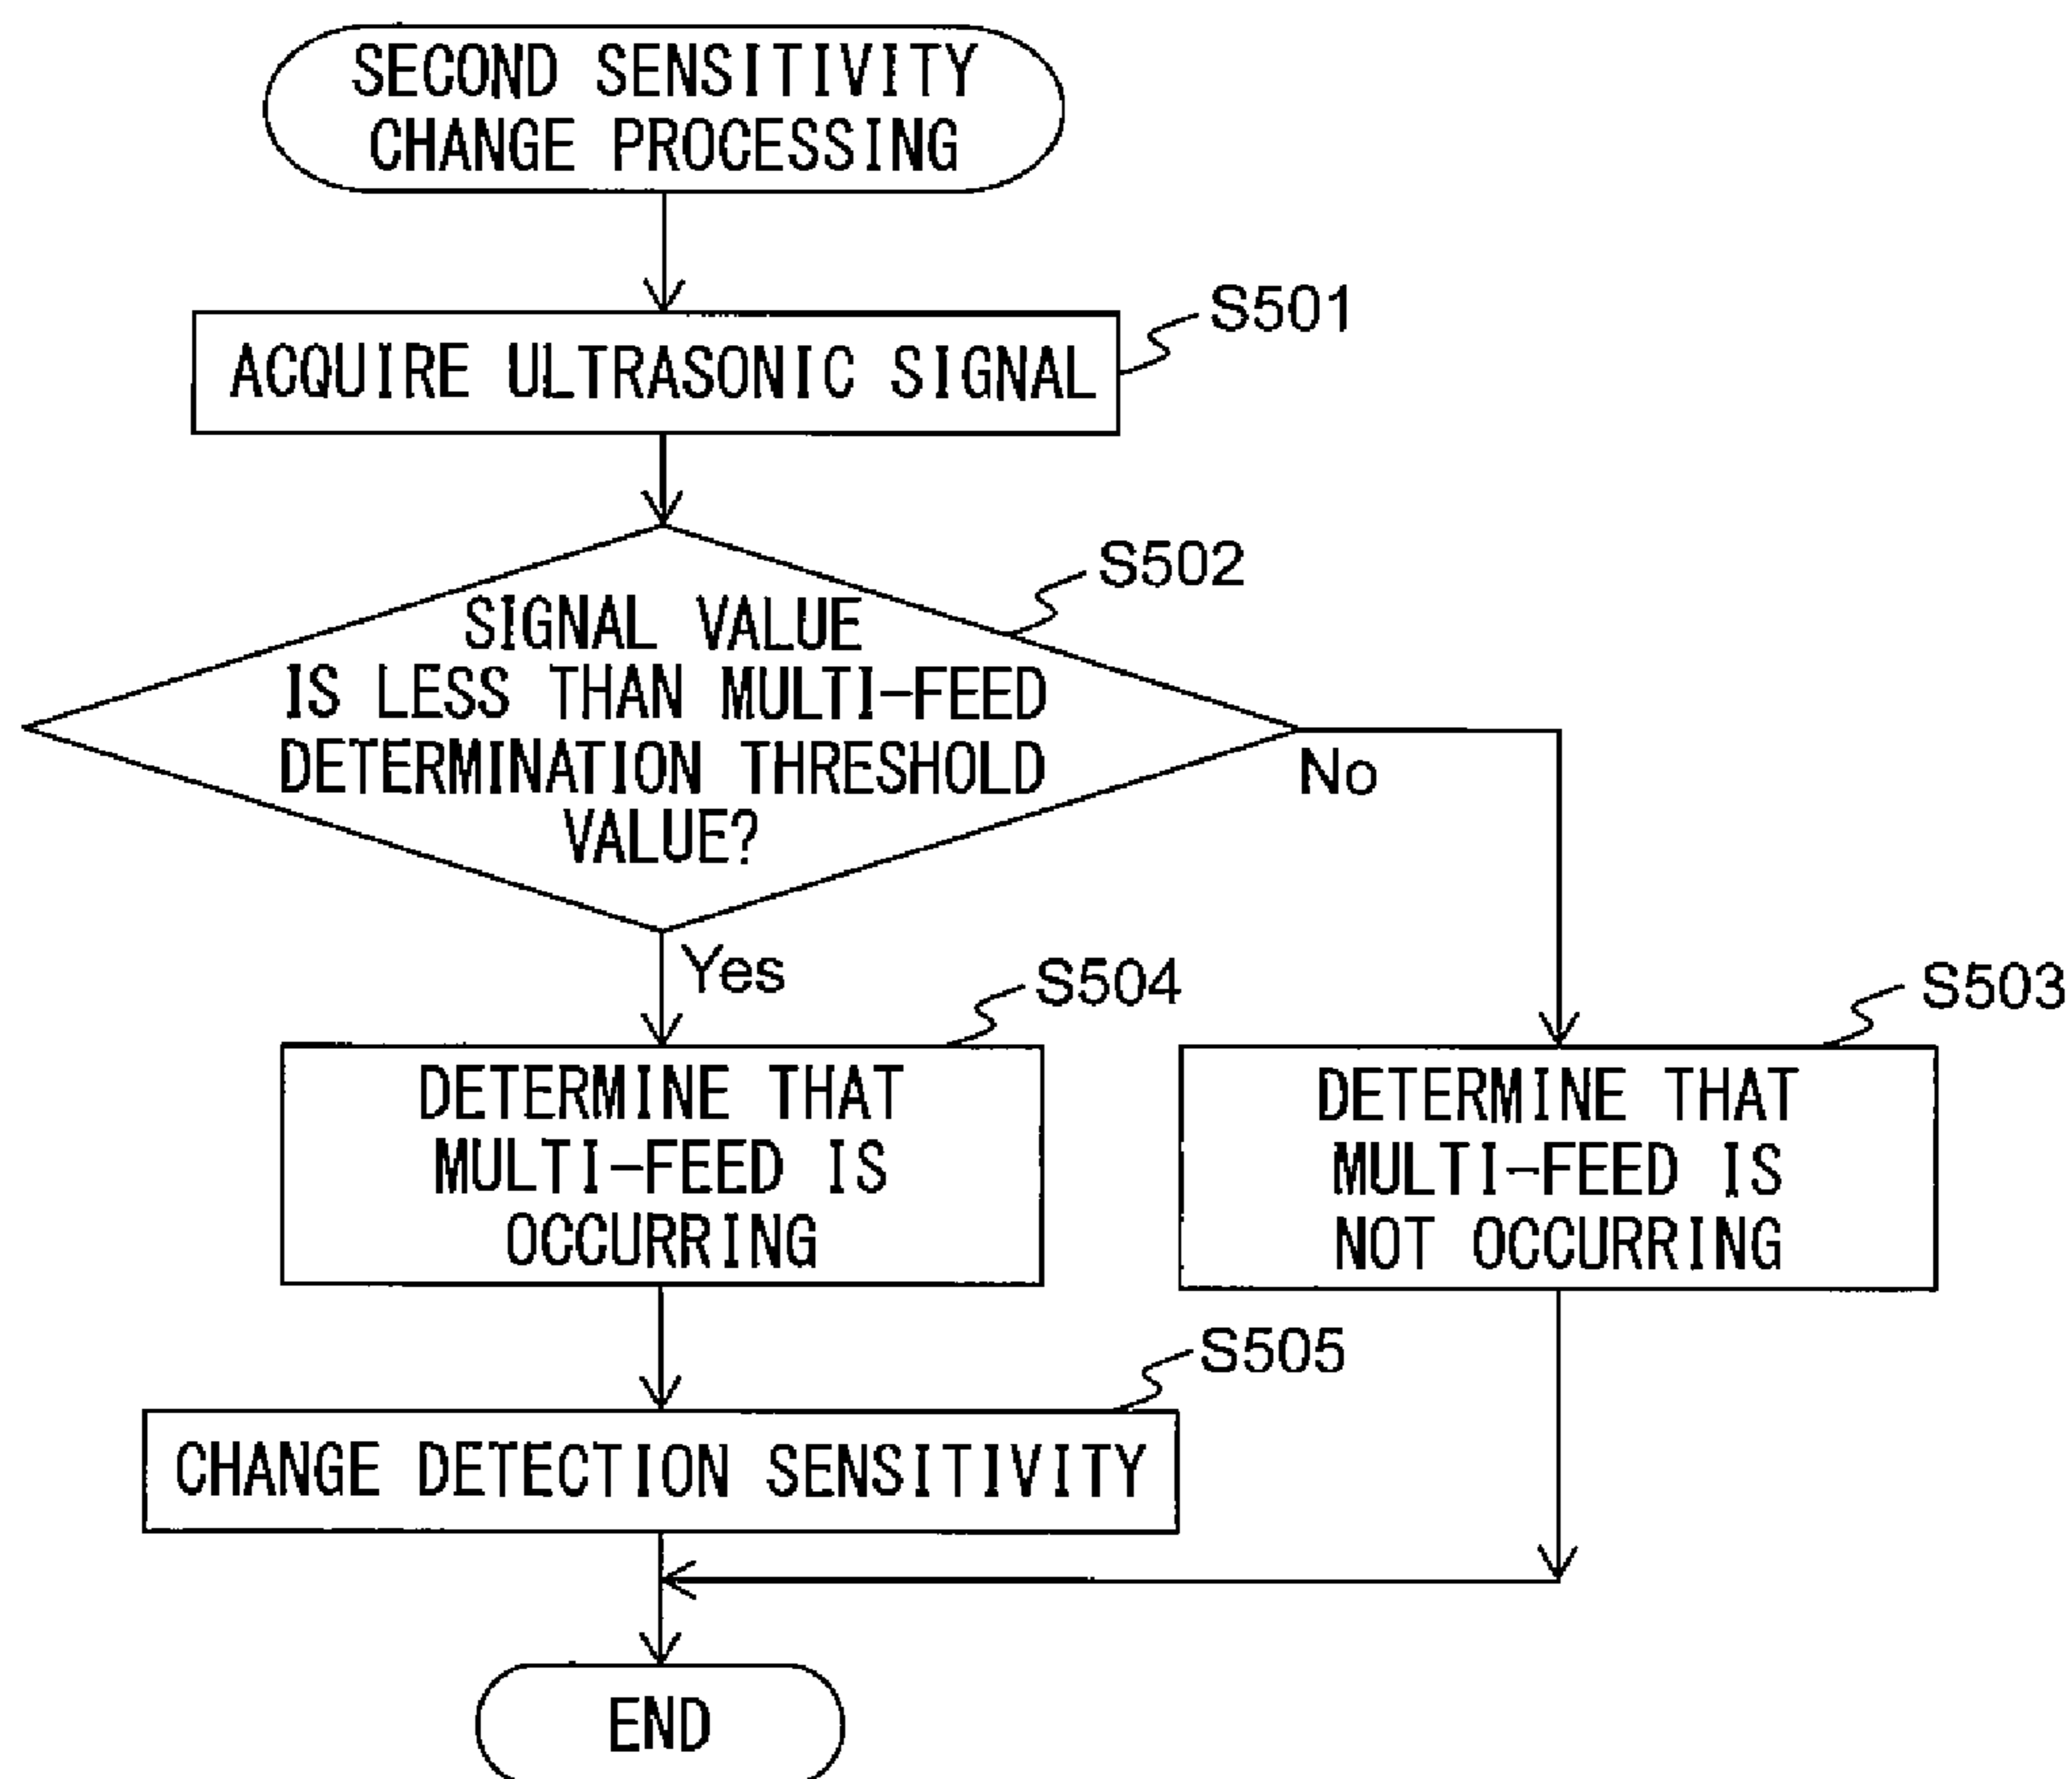 SECOND SENSITIVITY
CHANGE PROCESSING
S501
ACQUIRE ULTRASONIC SIGNAL
S502
SIGNAL VALUE
IS LESS THAN MULTI-FEED
DETERMINATION THRESHOLD
VALUE?
No
Yes
S504
S503
DETERMINE THAT
MULTI-FEED IS
OCCURRING
DETERMINE THAT
MULTI-FEED IS
NOT OCCURRING
S505
CHANGE DETECTION SENSITIVITY
END